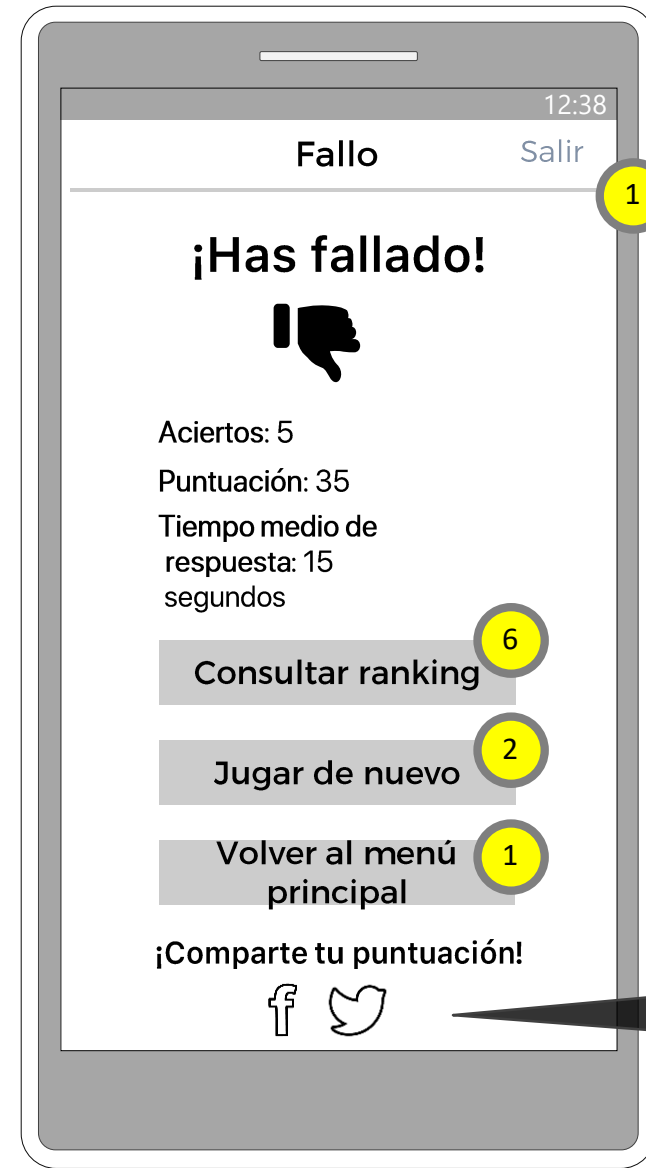 12:38
Fallo
Salir
1
¡Has fallado!
Aciertos: 5
Puntuación: 35
Tiempo medio de
respuesta: 15
segundos
6
Consultar ranking
2
Jugar de nuevo
Volver al menú
1
principal
¡Comparte tu puntuación!